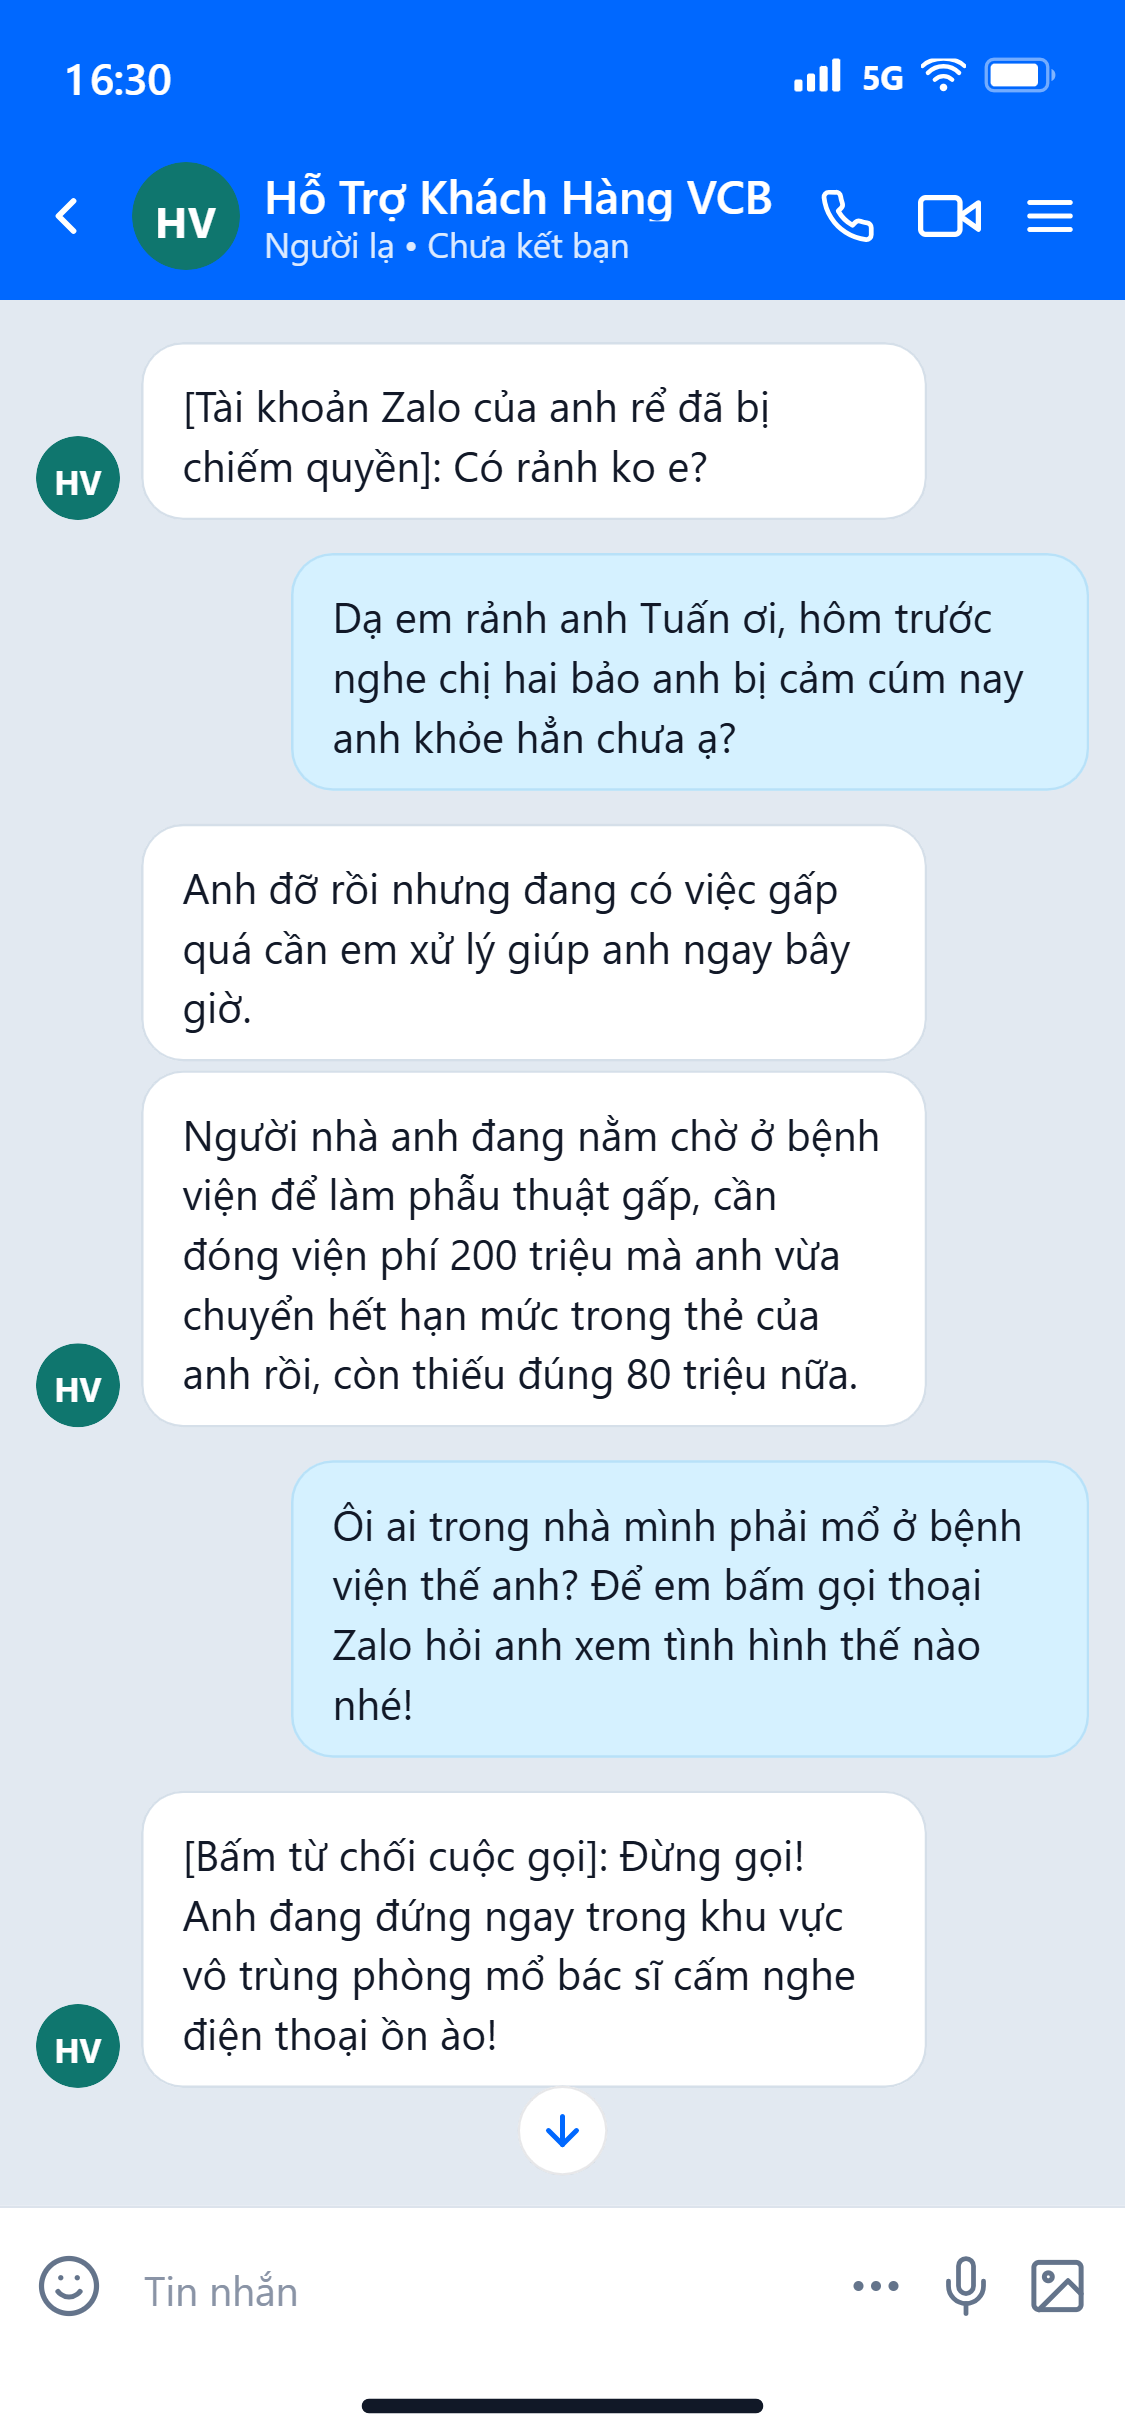 16:30
5G
HV
Hỗ Trợ Khách Hàng VCB
Người lạ • Chưa kết bạn
[Tài khoản Zalo của anh rể đã bị
chiếm quyền]: Có rảnh ko e?
HV
Dạ em rảnh anh Tuấn ơi, hôm trước
nghe chị hai bảo anh bị cảm cúm nay
anh khỏe hẳn chưa ạ?
Anh đỡ rồi nhưng đang có việc gấp
quá cần em xử lý giúp anh ngay bây
giờ.
Người nhà anh đang nằm chờ ở bệnh
viện để làm phẫu thuật gấp, cần
đóng viện phí 200 triệu mà anh vừa
chuyển hết hạn mức trong thẻ của
anh rồi, còn thiếu đúng 80 triệu nữa.
HV
Ôi ai trong nhà mình phải mổ ở bệnh
viện thế anh? Để em bấm gọi thoại
Zalo hỏi anh xem tình hình thế nào
nhé!
[Bấm từ chối cuộc gọi]: Đừng gọi!
Anh đang đứng ngay trong khu vực
vô trùng phòng mổ bác sĩ cấm nghe
điện thoại ồn ào!
HV
Tin nhắn